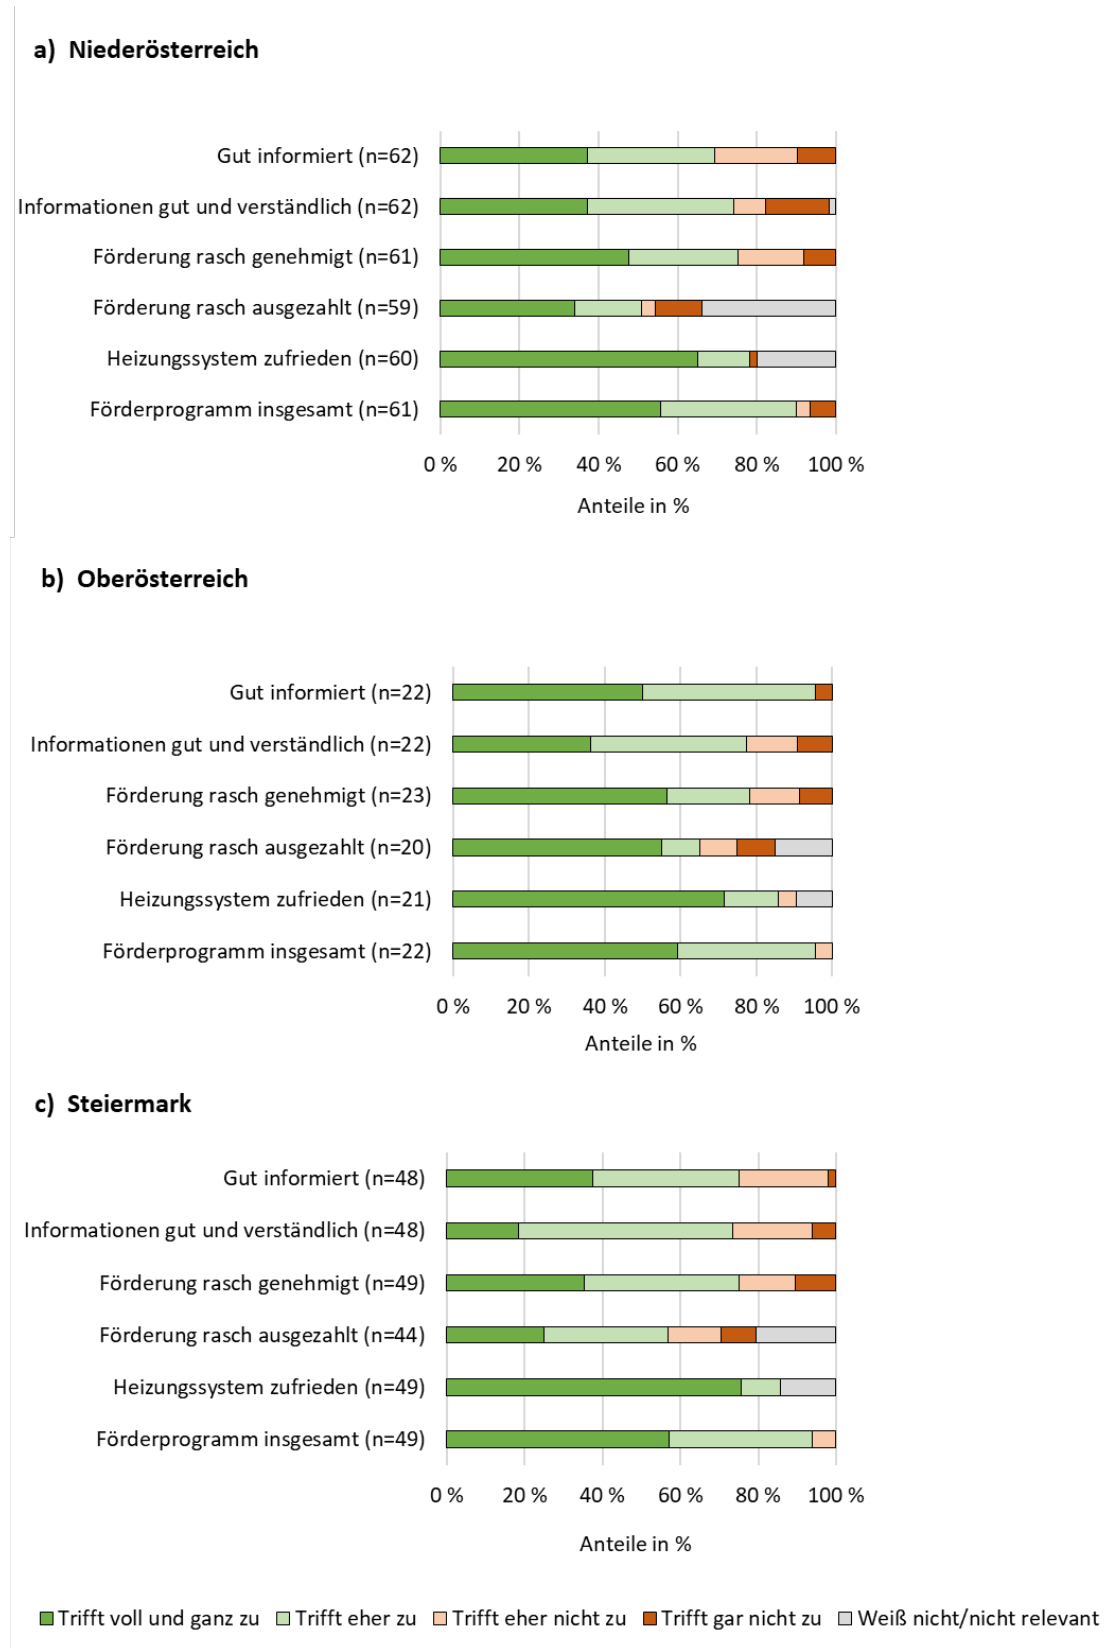 a) Niederösterreich
Gut informiert (n=62)
Informationen gut und verständlich (n=62)
Förderung rasch genehmigt (n=61)
Förderung rasch ausgezahlt (n=59)
Heizungssystem zufrieden (n=60)
Förderprogramm insgesamt (n=61)
0 % 20 % 40 % 60 % 80 % 100 %
Anteile in %
b) Oberösterreich
Gut informiert (n=22)
Informationen gut und verständlich (n=22)
Förderung rasch genehmigt (n=23)
Förderung rasch ausgezahlt (n=20)
Heizungssystem zufrieden (n=21)
Förderprogramm insgesamt (n=22)
0 % 20 % 40 % 60 % 80 % 100 %
Anteile in %
c) Steiermark
Gut informiert (n=48)
Informationen gut und verständlich (n=48)
Förderung rasch genehmigt (n=49)
Förderung rasch ausgezahlt (n=44)
Heizungssystem zufrieden (n=49)
Förderprogramm insgesamt (n=49)
0 % 20 % 40 % 60 % 80 % 100 %
Anteile in %
Trifft voll und ganz zu Trifft eher zu Trifft eher nicht zu Trifft gar nicht zu Weiß nicht/nicht relevant